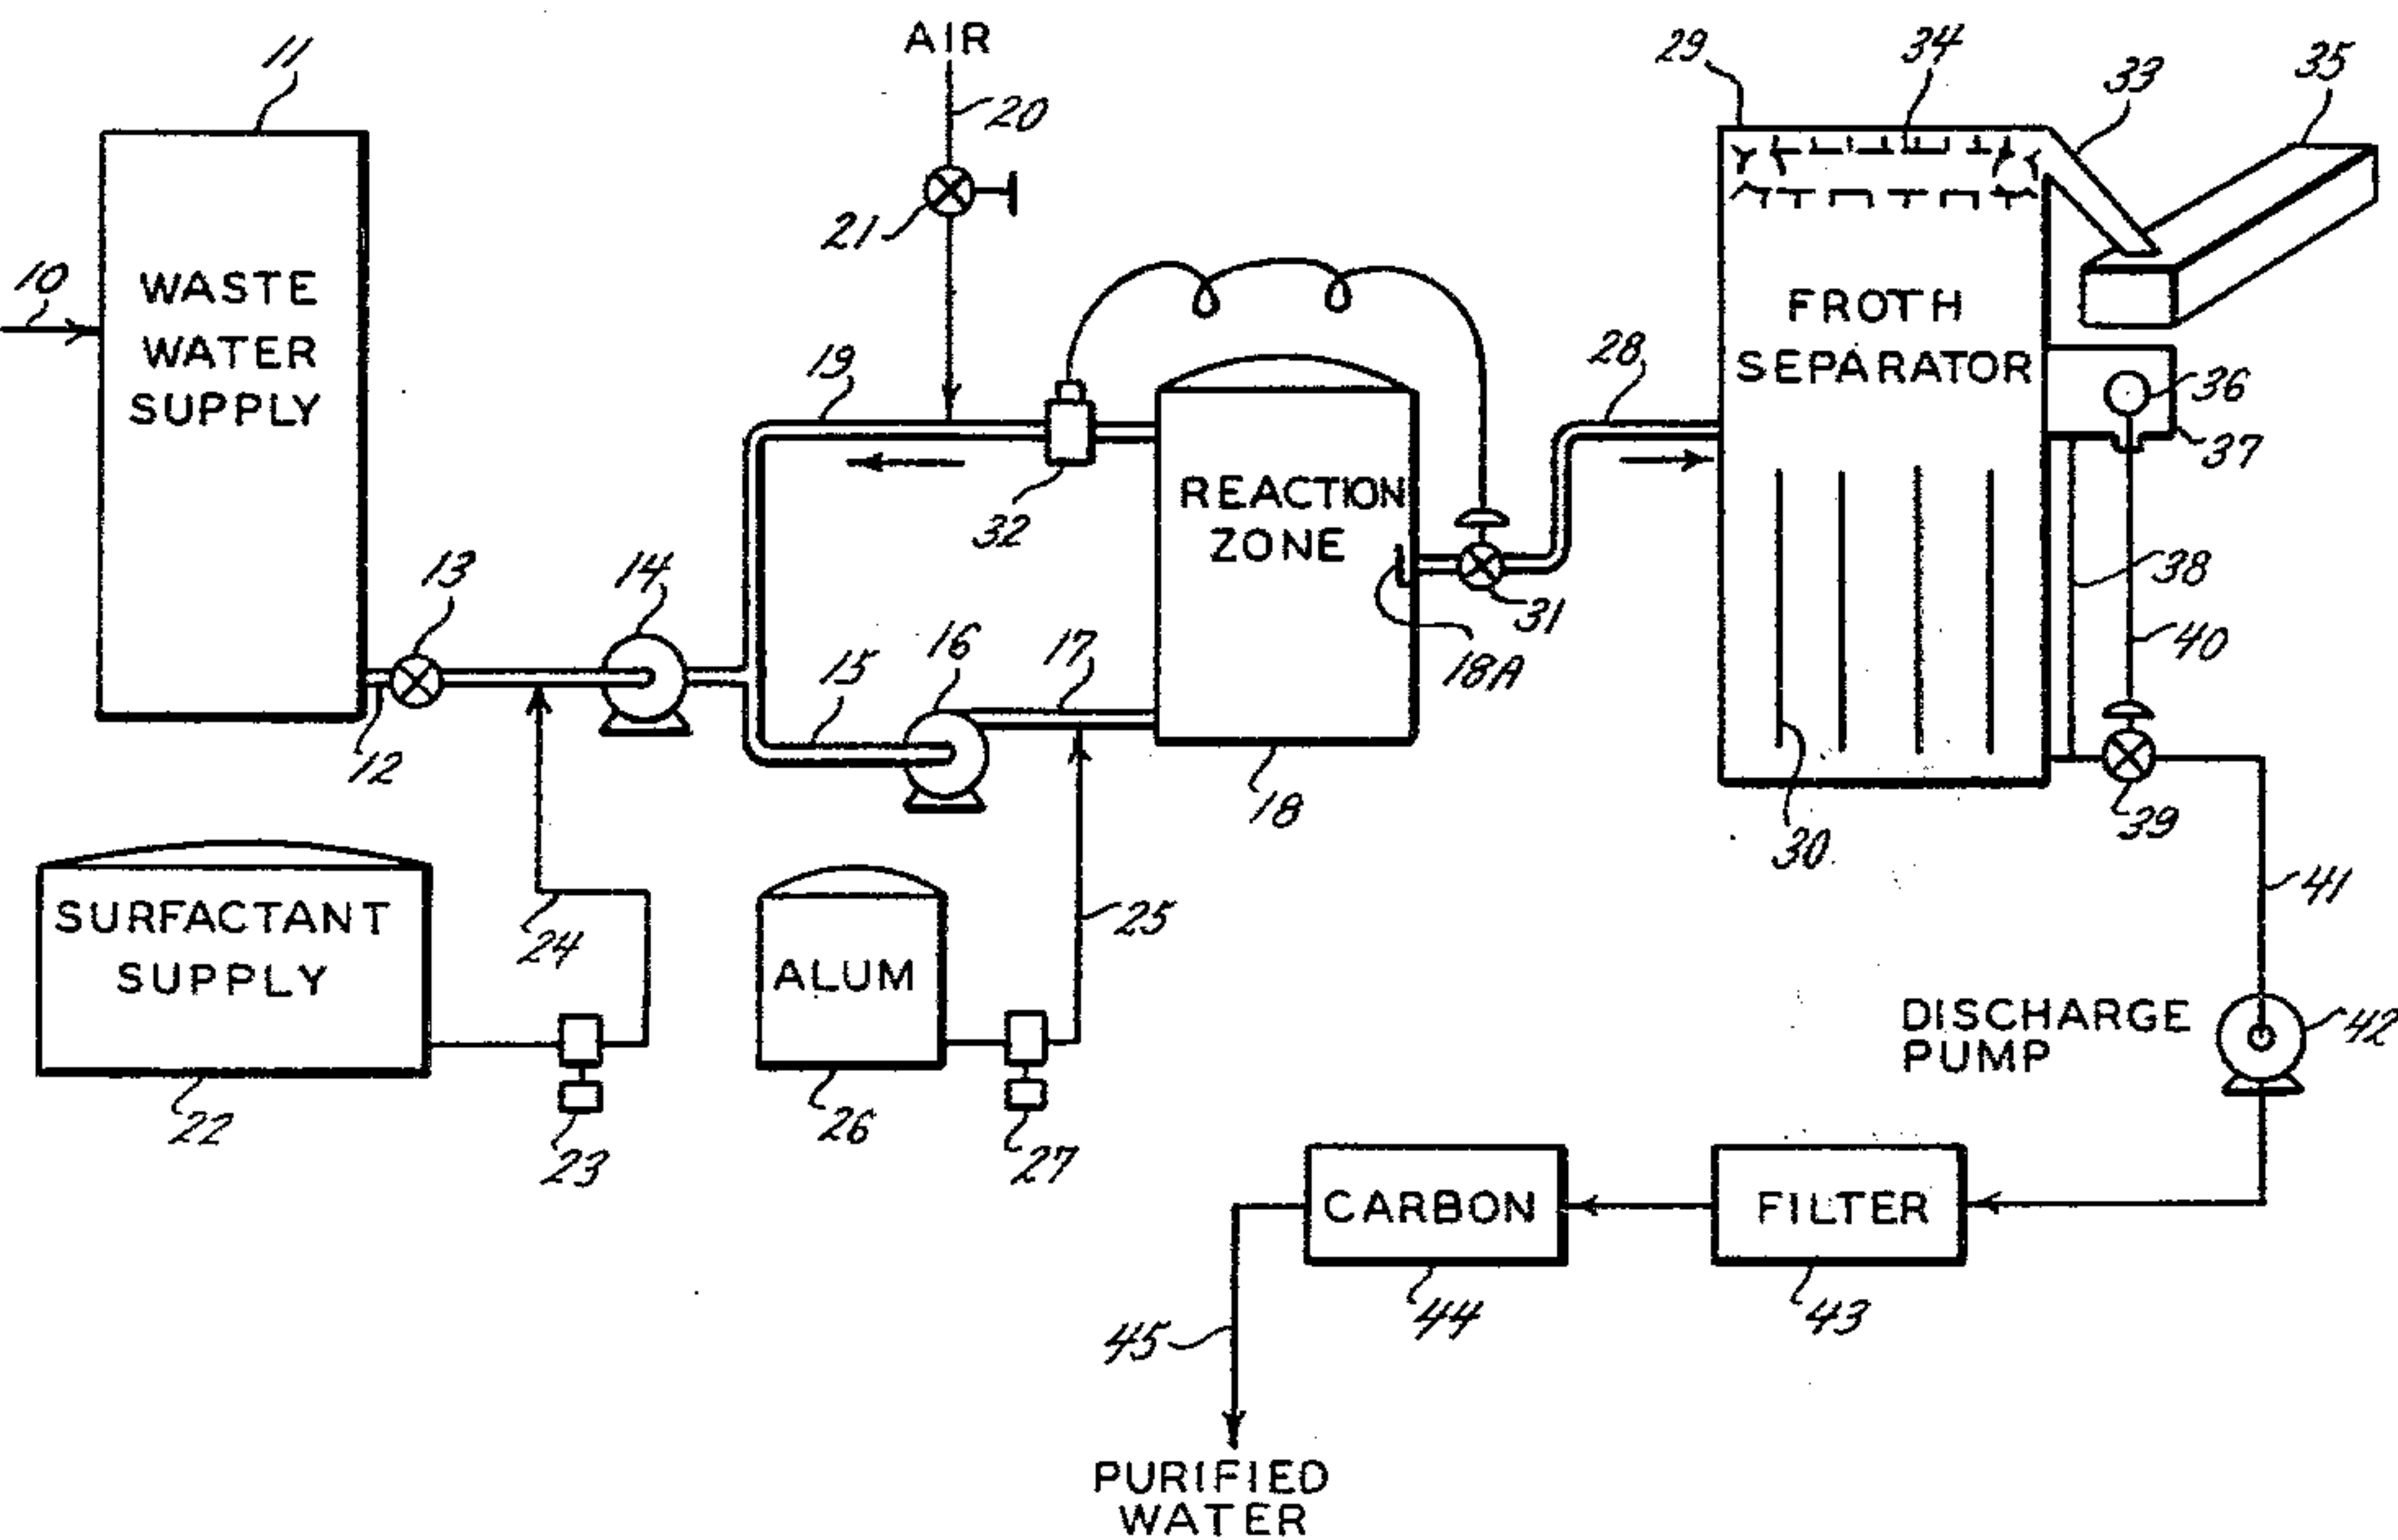 11
AIR
20
29
34
33
35
10
WASTE
WATER
SUPPLY
21
19
28
FROTH
SEPARATOR
36
37
32
REACTION
ZONE
13
14
31
38
18A
40
16
17
15
12
18
30
39
SURFACTANT
SUPPLY
24
ALUM
25
41
DISCHARGE
PUMP
42
22
23
26
27
CARBON
FILTER
45
44
43
PURIFIED
WATER